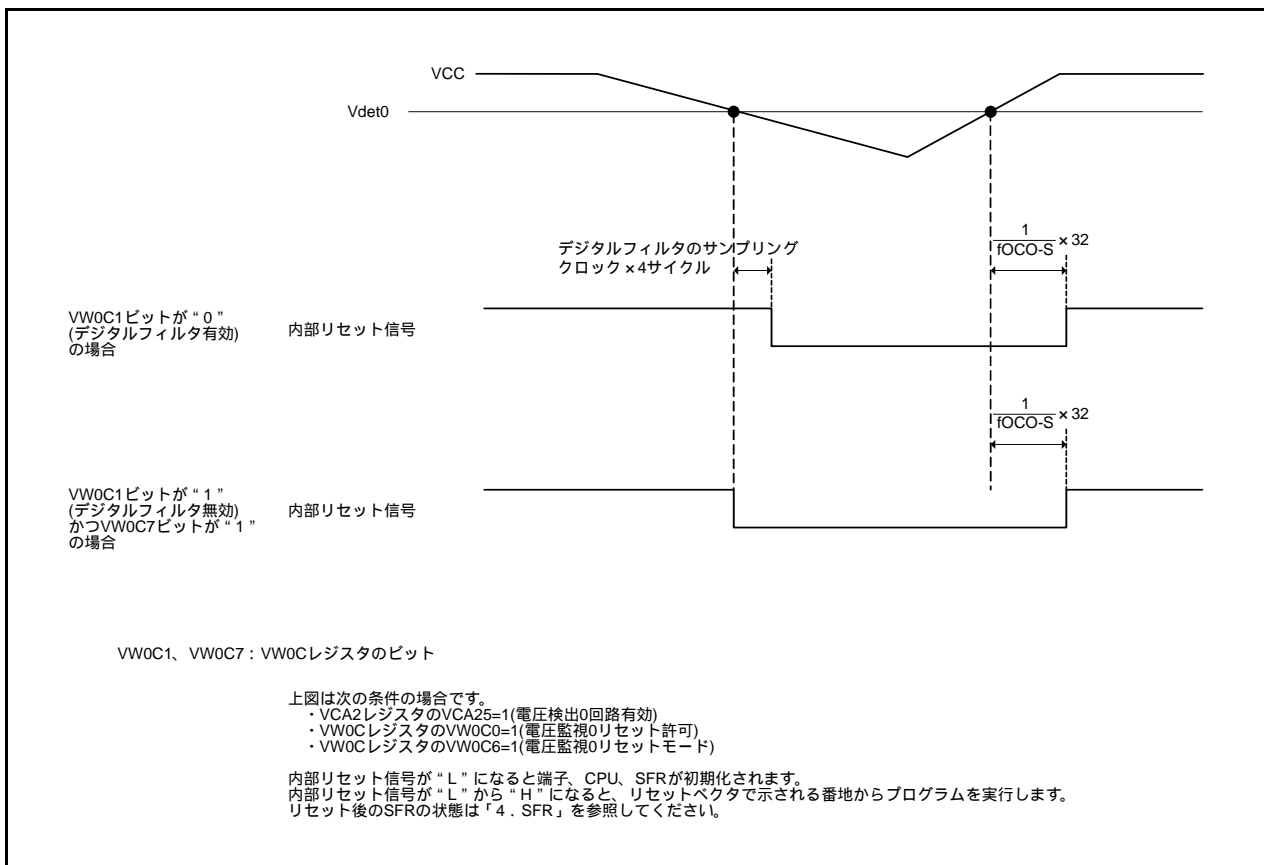 VCC
Vdet0
デジタルフィルタのサンプリング
クロック×4サイクル
1
fOCO-S
×32
VW0C1ビットが“0”
(デジタルフィルタ有効)
の場合
内部リセット信号
1
fOCO-S
×32
VW0C1ビットが“1”
(デジタルフィルタ無効)
かつVW0C7ビットが“1”
の場合
内部リセット信号
VW0C1、VW0C7：VW0Cレジスタのビット
上図は次の条件の場合です。
・VCA2レジスタのVCA25=1(電圧検出0回路有効)
・VW0CレジスタのVW0C0=1(電圧監視0リセット許可)
・VW0CレジスタのVW0C6=1(電圧監視0リセットモード)
内部リセット信号が“L”になると端子、CPU、SFRが初期化されます。
内部リセット信号が“L”から“H”になると、リセットベクタで示される番地からプログラムを実行します。
リセット後のSFRの状態は「4．SFR」を参照してください。